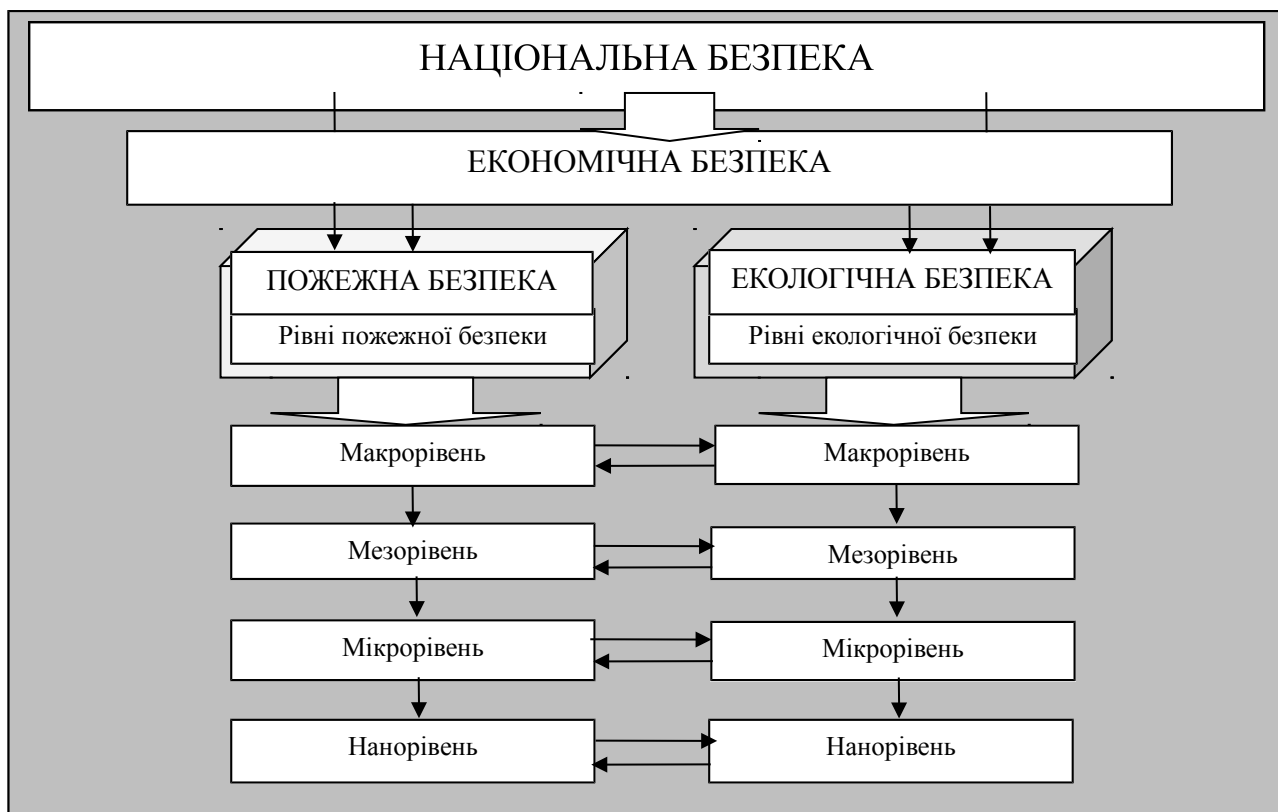 НАЦІОНАЛЬНА БЕЗПЕКА
ЕКОНОМІЧНА БЕЗПЕКА
ПОЖЕЖНА БЕЗПЕКА
Рівні пожежної безпеки
ЕКОЛОГІЧНА БЕЗПЕКА
Рівні екологічної безпеки
Макрорівень
Макрорівень
Мезорівень
Мезорівень
Мікрорівень
Мікрорівень
Нанорівень
Нанорівень